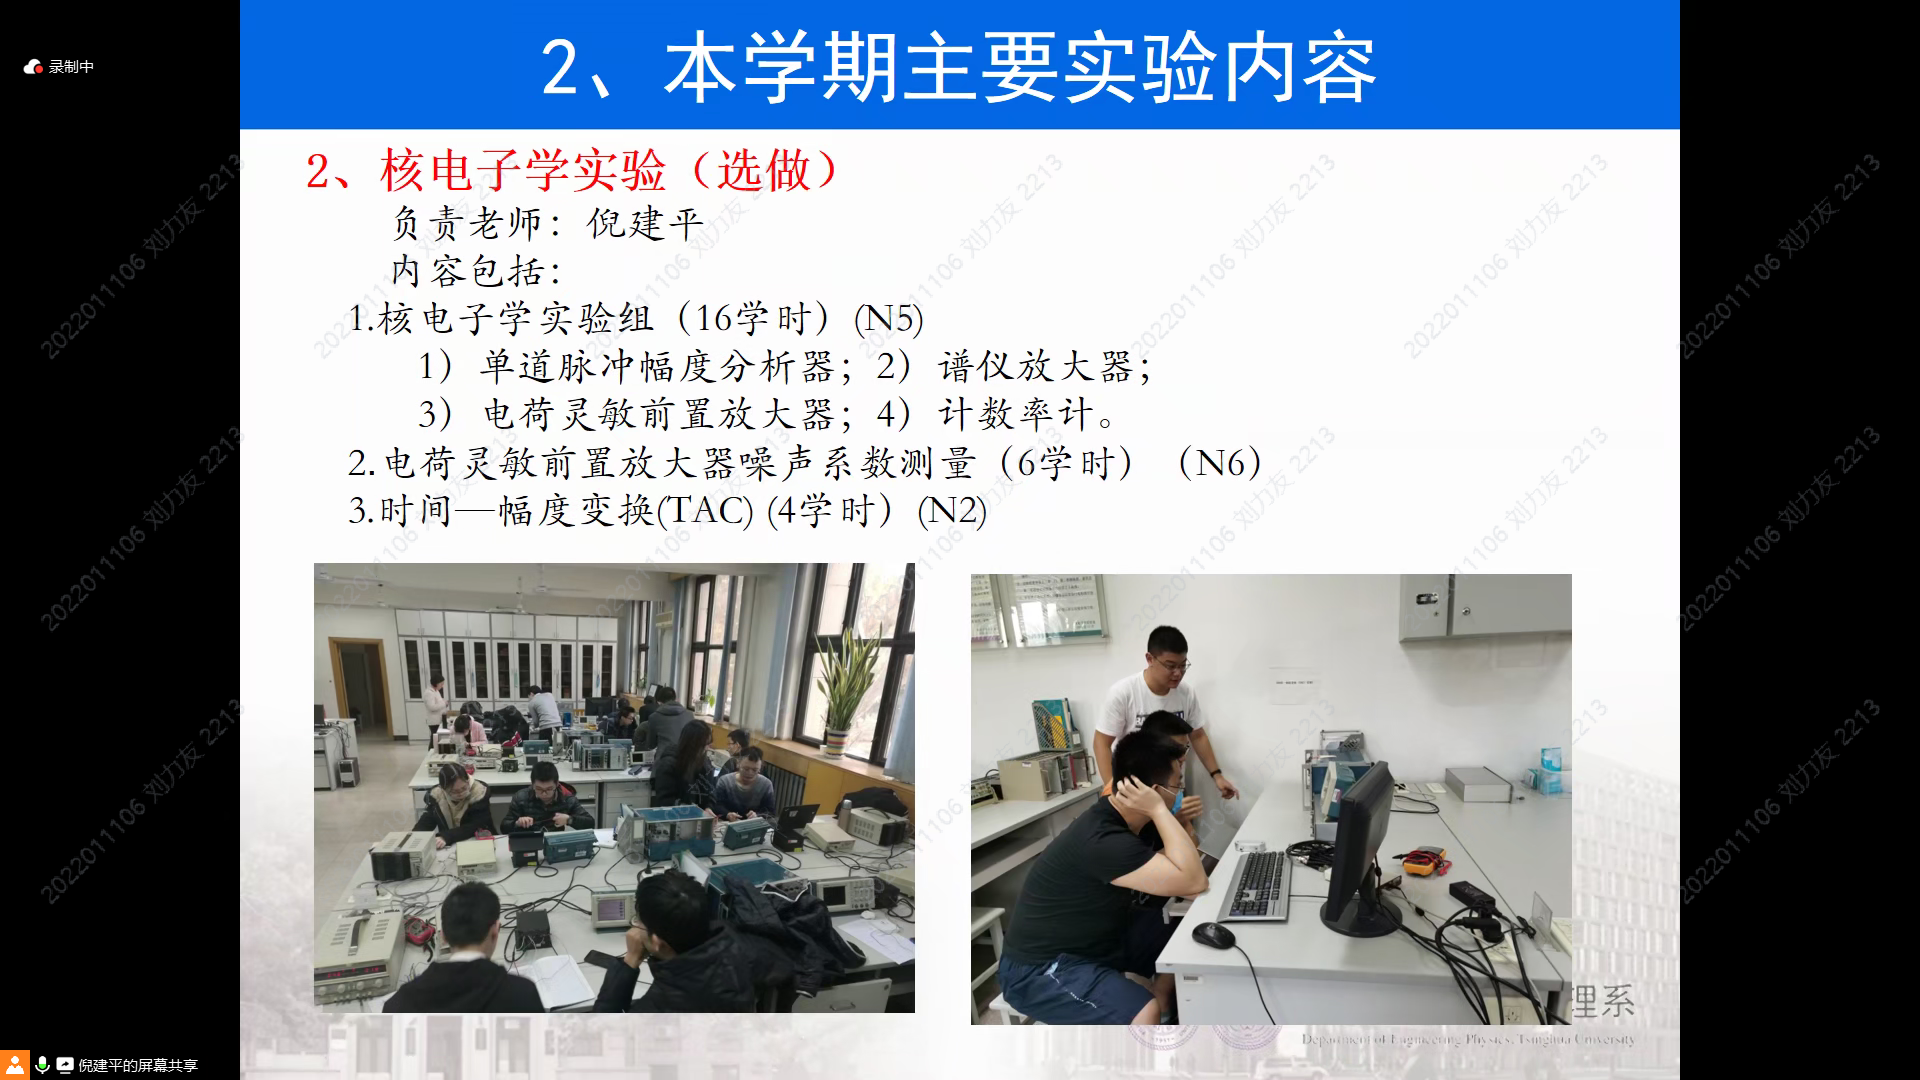 录制中
2、本学期主要实验内容
2、核电子学实验（选做）
负责老师：倪建平
内容包括：
1.核电子学实验组（16学时）(N5)
1）单道脉冲幅度分析器；2）谱仪放大器；
3）电荷灵敏前置放大器；4）计数率计。
2.电荷灵敏前置放大器噪声系数测量（6学时）（N6）
3.时间—幅度变换(TAC) (4学时）(N2)
理系
Department of Engineering Physics, Tsinghua University
倪建平的屏幕共享
2022011106 刘力友 2213